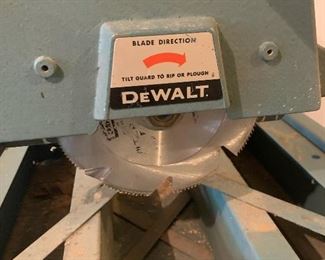 BLADE DIRECTION
TILT GUARD TO RIP OR PLOUGH
DEWALT